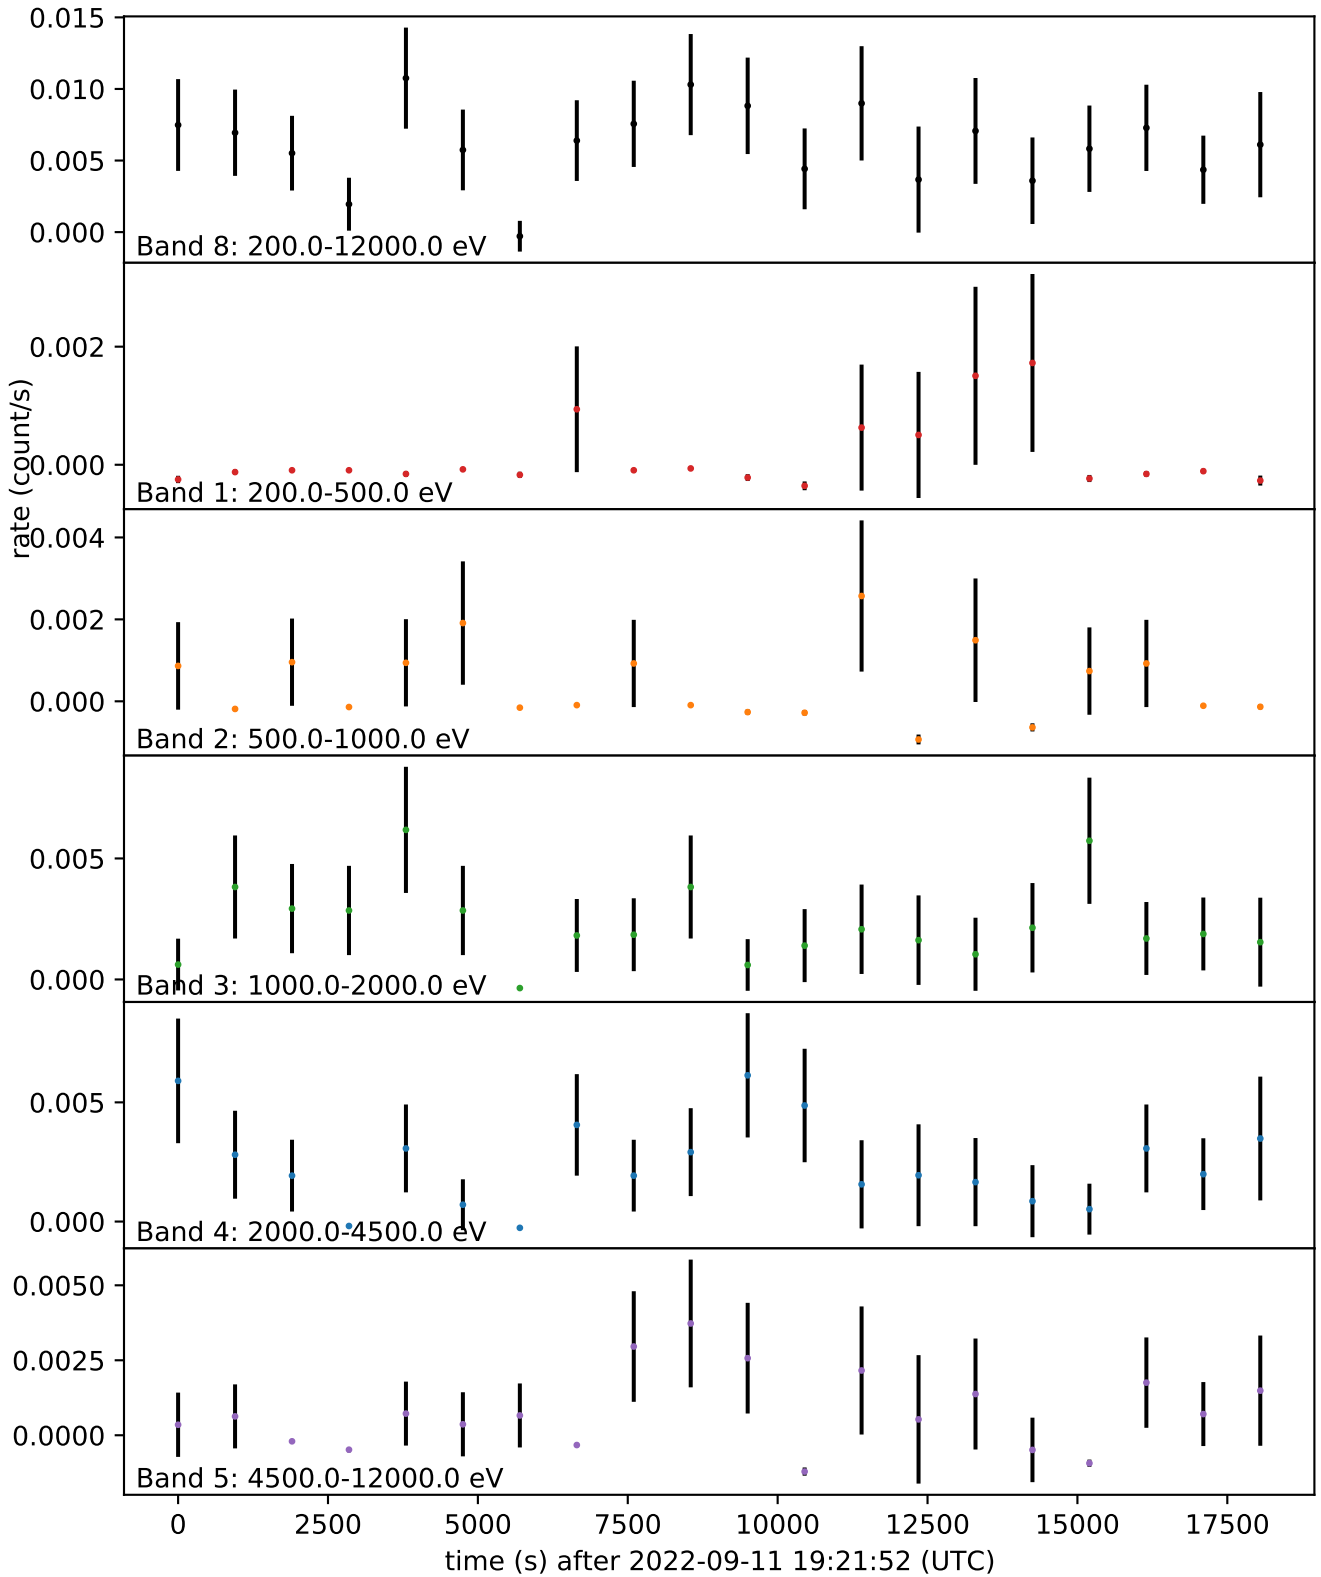 0.015
0.010
0.005
0.000
Band 8: 200.0-12000.0 eV
0.002
0.000
Band 1: 200.0-500.0 eV
rate (count/s)
0.004
0.002
0.000
Band 2: 500.0-1000.0 eV
0.005
0.000
Band 3: 1000.0-2000.0 eV
0.005
0.000
Band 4: 2000.0-4500.0 eV
0.0050
0.0025
0.0000
Band 5: 4500.0-12000.0 eV
0 2500 5000 7500 10000 12500 15000 17500
time (s) after 2022-09-11 19:21:52 (UTC)